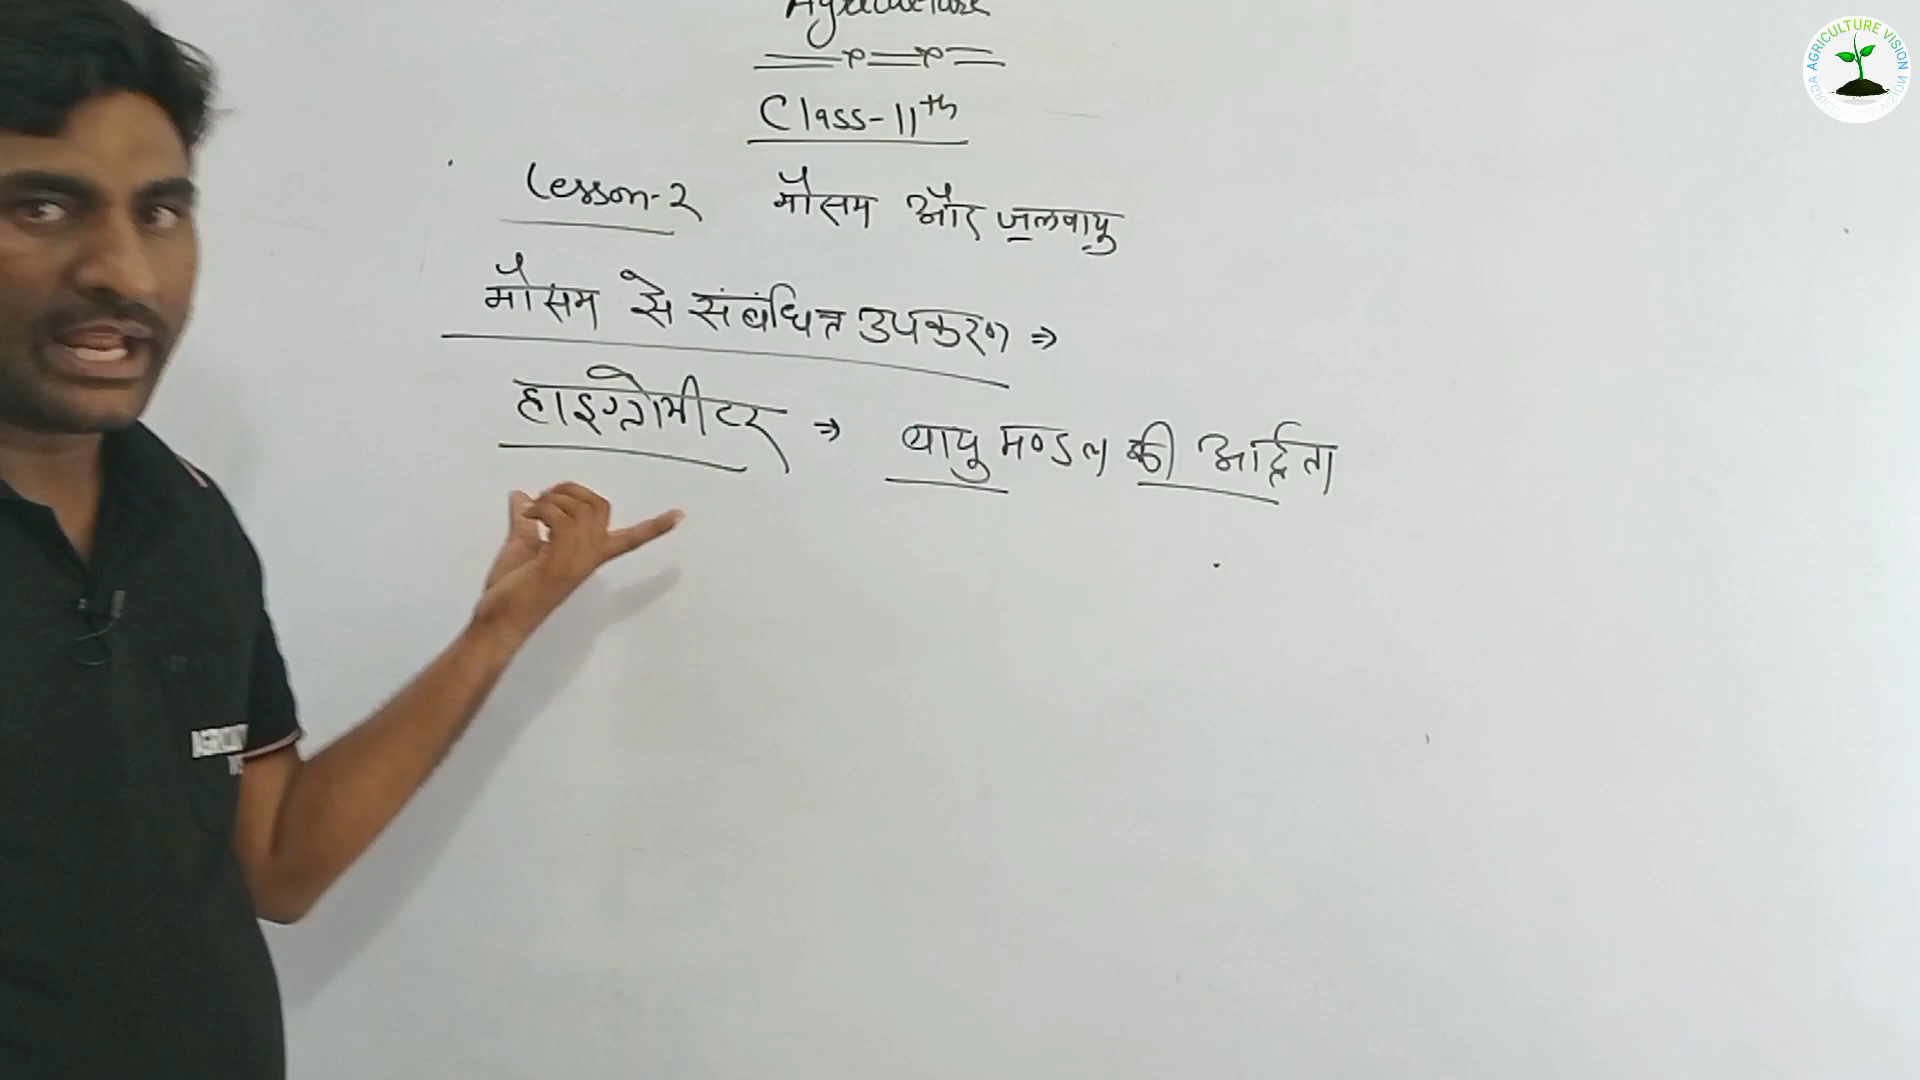 Agriculture
Class-11th
Lesson-2 मौसम और जलवायु
मौसम से संबंधित उपकरण ⇒
हाइग्रोमीटर ⇒ वायुमण्डल की आर्द्रता
AGRICULTURE VISION